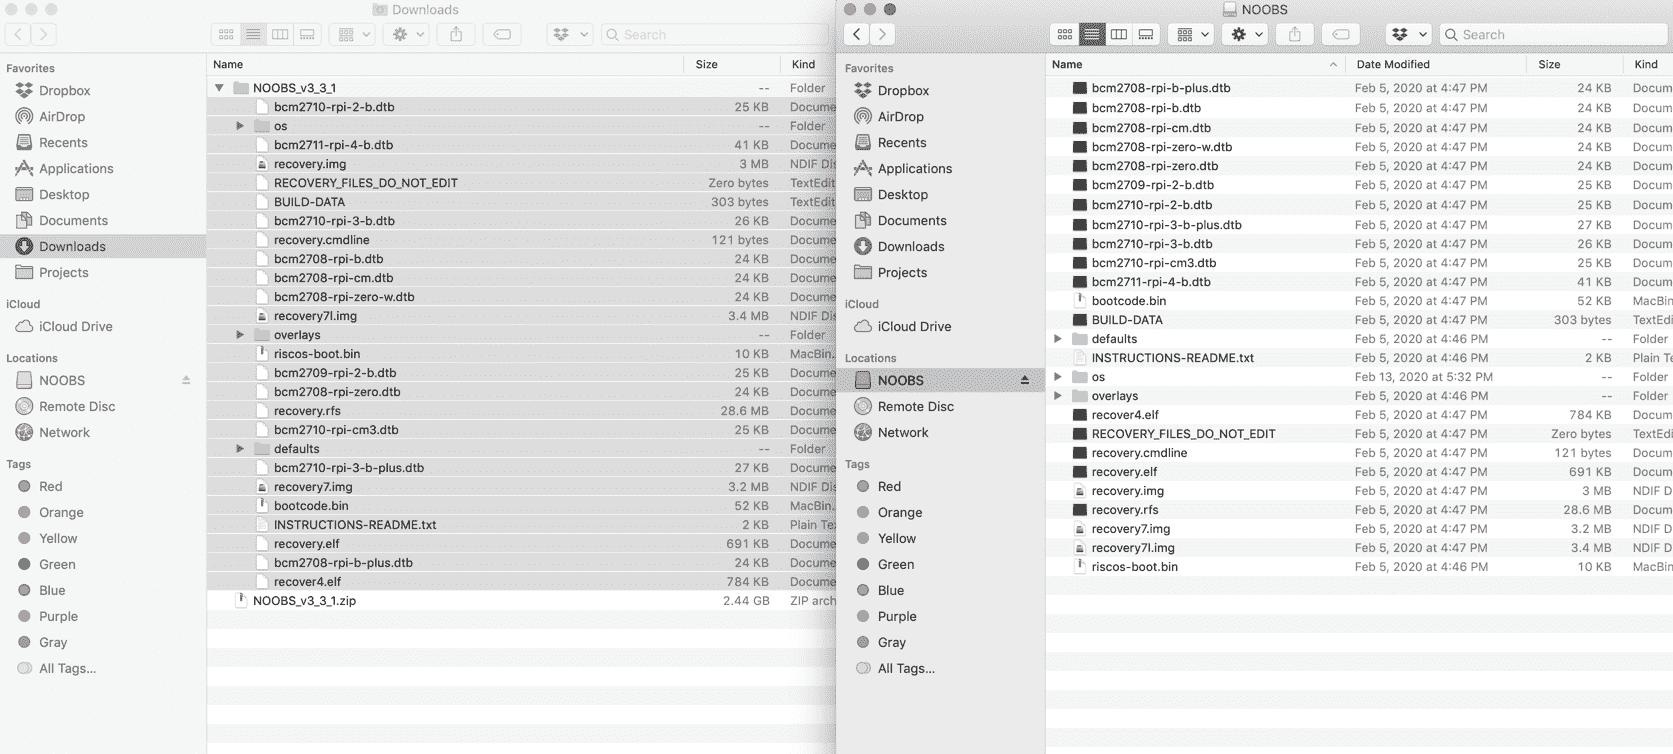 Downloads
Search
Favorites
Dropbox
AirDrop
Recents
Applications
Desktop
Documents
Downloads
Projects
iCloud
iCloud Drive
Locations
NOOBS
Remote Disc
Network
Tags
Red
Orange
Yellow
Green
Blue
Purple
Gray
All Tags...
Name Size Kind
NOOBS_v3_3_1 -- Folder
bcm2710-rpi-2-b.dtb 25 KB Docume
os -- Folder
bcm2711-rpi-4-b.dtb 41 KB Docume
recovery.img 3 MB NDIF Dis
RECOVERY_FILES_DO_NOT_EDIT Zero bytes TextEdit
BUILD-DATA 303 bytes TextEdit
bcm2710-rpi-3-b.dtb 26 KB Docume
recovery.cmdline 121 bytes Docume
bcm2708-rpi-b.dtb 24 KB Docume
bcm2708-rpi-cm.dtb 24 KB Docume
bcm2708-rpi-zero-w.dtb 24 KB Docume
recovery7l.img 3.4 MB NDIF Dis
overlays -- Folder
riscos-boot.bin 10 KB MacBin...
bcm2709-rpi-2-b.dtb 25 KB Docume
bcm2708-rpi-zero.dtb 24 KB Docume
recovery.rfs 28.6 MB Docume
bcm2710-rpi-cm3.dtb 25 KB Docume
defaults -- Folder
bcm2710-rpi-3-b-plus.dtb 27 KB Docume
recovery7.img 3.2 MB NDIF Dis
bootcode.bin 52 KB MacBin...
INSTRUCTIONS-README.txt 2 KB Plain Te
recovery.elf 691 KB Docume
bcm2708-rpi-b-plus.dtb 24 KB Docume
recover4.elf 784 KB Docume
NOOBS_v3_3_1.zip 2.44 GB ZIP arch
NOOBS
Search
Favorites
Dropbox
AirDrop
Recents
Applications
Desktop
Documents
Downloads
Projects
iCloud
iCloud Drive
Locations
NOOBS
Remote Disc
Network
Tags
Red
Orange
Yellow
Green
Blue
Purple
Gray
All Tags...
Name Date Modified Size Kind
bcm2708-rpi-b-plus.dtb Feb 5, 2020 at 4:47 PM 24 KB Docum
bcm2708-rpi-b.dtb Feb 5, 2020 at 4:47 PM 24 KB Docum
bcm2708-rpi-cm.dtb Feb 5, 2020 at 4:47 PM 24 KB Docum
bcm2708-rpi-zero-w.dtb Feb 5, 2020 at 4:47 PM 24 KB Docum
bcm2708-rpi-zero.dtb Feb 5, 2020 at 4:47 PM 24 KB Docum
bcm2709-rpi-2-b.dtb Feb 5, 2020 at 4:47 PM 25 KB Docum
bcm2710-rpi-2-b.dtb Feb 5, 2020 at 4:47 PM 25 KB Docum
bcm2710-rpi-3-b-plus.dtb Feb 5, 2020 at 4:47 PM 27 KB Docum
bcm2710-rpi-3-b.dtb Feb 5, 2020 at 4:47 PM 26 KB Docum
bcm2710-rpi-cm3.dtb Feb 5, 2020 at 4:47 PM 25 KB Docum
bcm2711-rpi-4-b.dtb Feb 5, 2020 at 4:47 PM 41 KB Docum
bootcode.bin Feb 5, 2020 at 4:47 PM 52 KB MacBin
BUILD-DATA Feb 5, 2020 at 4:47 PM 303 bytes TextEdi
defaults Feb 5, 2020 at 4:46 PM -- Folder
INSTRUCTIONS-README.txt Feb 5, 2020 at 4:46 PM 2 KB Plain Te
os Feb 13, 2020 at 5:32 PM -- Folder
overlays Feb 5, 2020 at 4:46 PM -- Folder
recover4.elf Feb 5, 2020 at 4:47 PM 784 KB Docum
RECOVERY_FILES_DO_NOT_EDIT Feb 5, 2020 at 4:47 PM Zero bytes TextEdi
recovery.cmdline Feb 5, 2020 at 4:47 PM 121 bytes Docum
recovery.elf Feb 5, 2020 at 4:47 PM 691 KB Docum
recovery.img Feb 5, 2020 at 4:47 PM 3 MB NDIF D
recovery.rfs Feb 5, 2020 at 4:47 PM 28.6 MB Docum
recovery7.img Feb 5, 2020 at 4:47 PM 3.2 MB NDIF D
recovery7l.img Feb 5, 2020 at 4:47 PM 3.4 MB NDIF D
riscos-boot.bin Feb 5, 2020 at 4:46 PM 10 KB MacBin